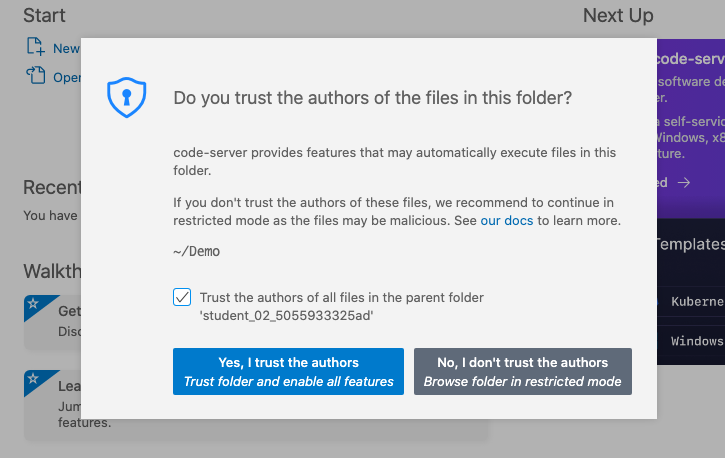 Start
Next Up
New
Open
code-serv
software de
er.
a self-servic
Windows, x8
ture.
ed →
Do you trust the authors of the files in this folder?
code-server provides features that may automatically execute files in this
folder.
If you don't trust the authors of these files, we recommend to continue in
restricted mode as the files may be malicious. See our docs to learn more.
~/Demo
Trust the authors of all files in the parent folder
'student_02_5055933325ad'
Yes, I trust the authors
Trust folder and enable all features
No, I don't trust the authors
Browse folder in restricted mode
Recent
You have
Walkth
Get
Disc
Lea
Jum
features.
Templates
Kuberne
Windows